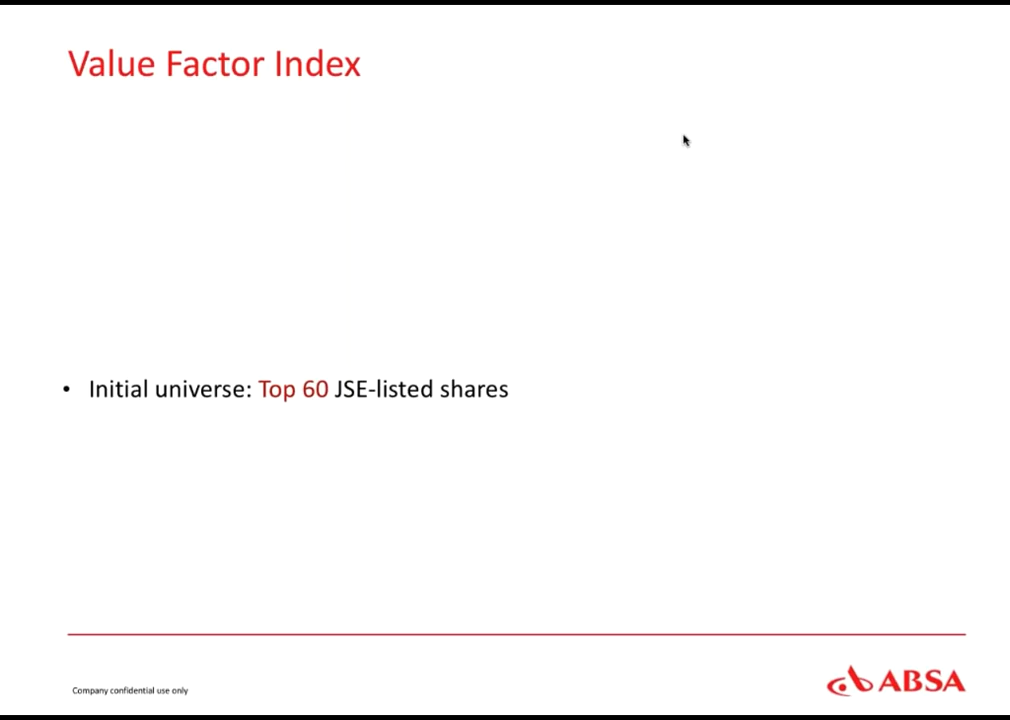 Value Factor Index
• Initial universe: Top 60 JSE-listed shares
Company confidential use only
ABSA